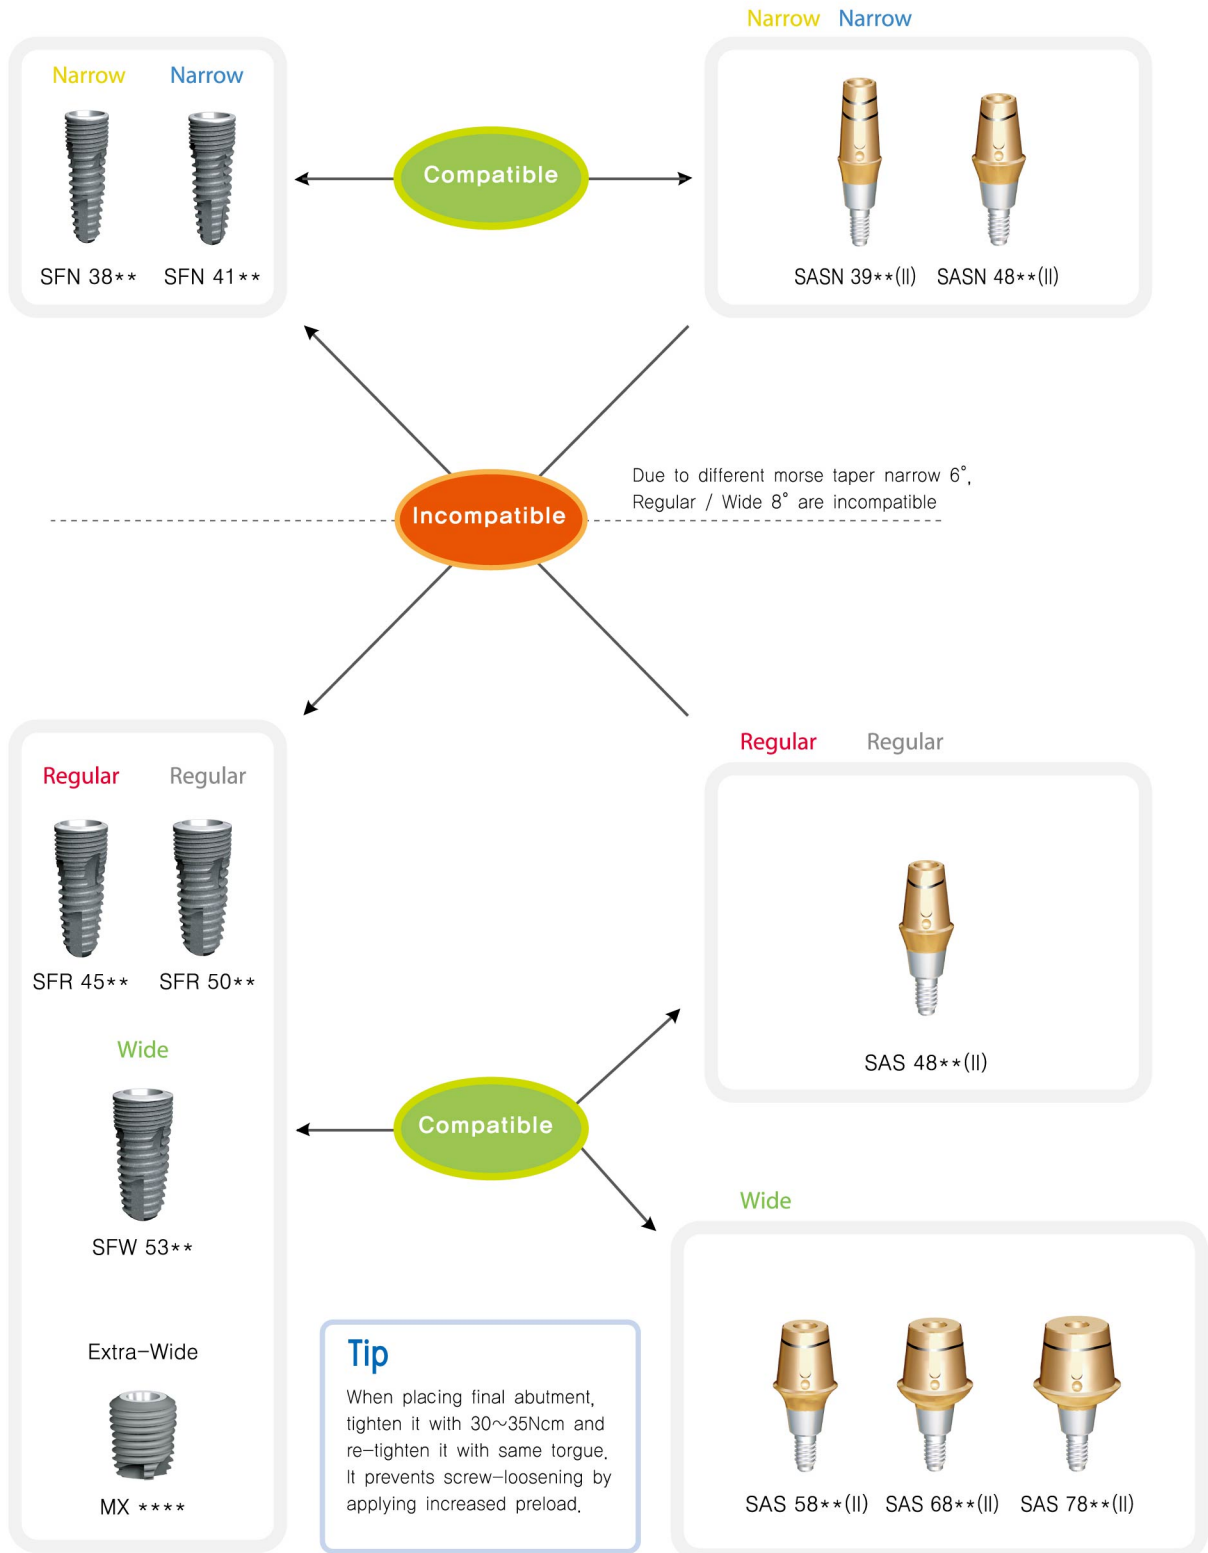 Narrow Narrow
Narrow Narrow
Compatible
SFN 38** SFN 41**
SASN 39**(II) SASN 48**(II)
Due to different morse taper narrow 6°,
Regular / Wide 8° are incompatible
Incompatible
Regular Regular
Regular Regular
SFR 45** SFR 50**
SAS 48**(II)
Wide
Compatible
SFW 53**
Wide
Extra-Wide
MX ****
Tip
When placing final abutment,
tighten it with 30~35Ncm and
re-tighten it with same torgue.
It prevents screw-loosening by
applying increased preload.
SAS 58**(II) SAS 68**(II) SAS 78**(II)